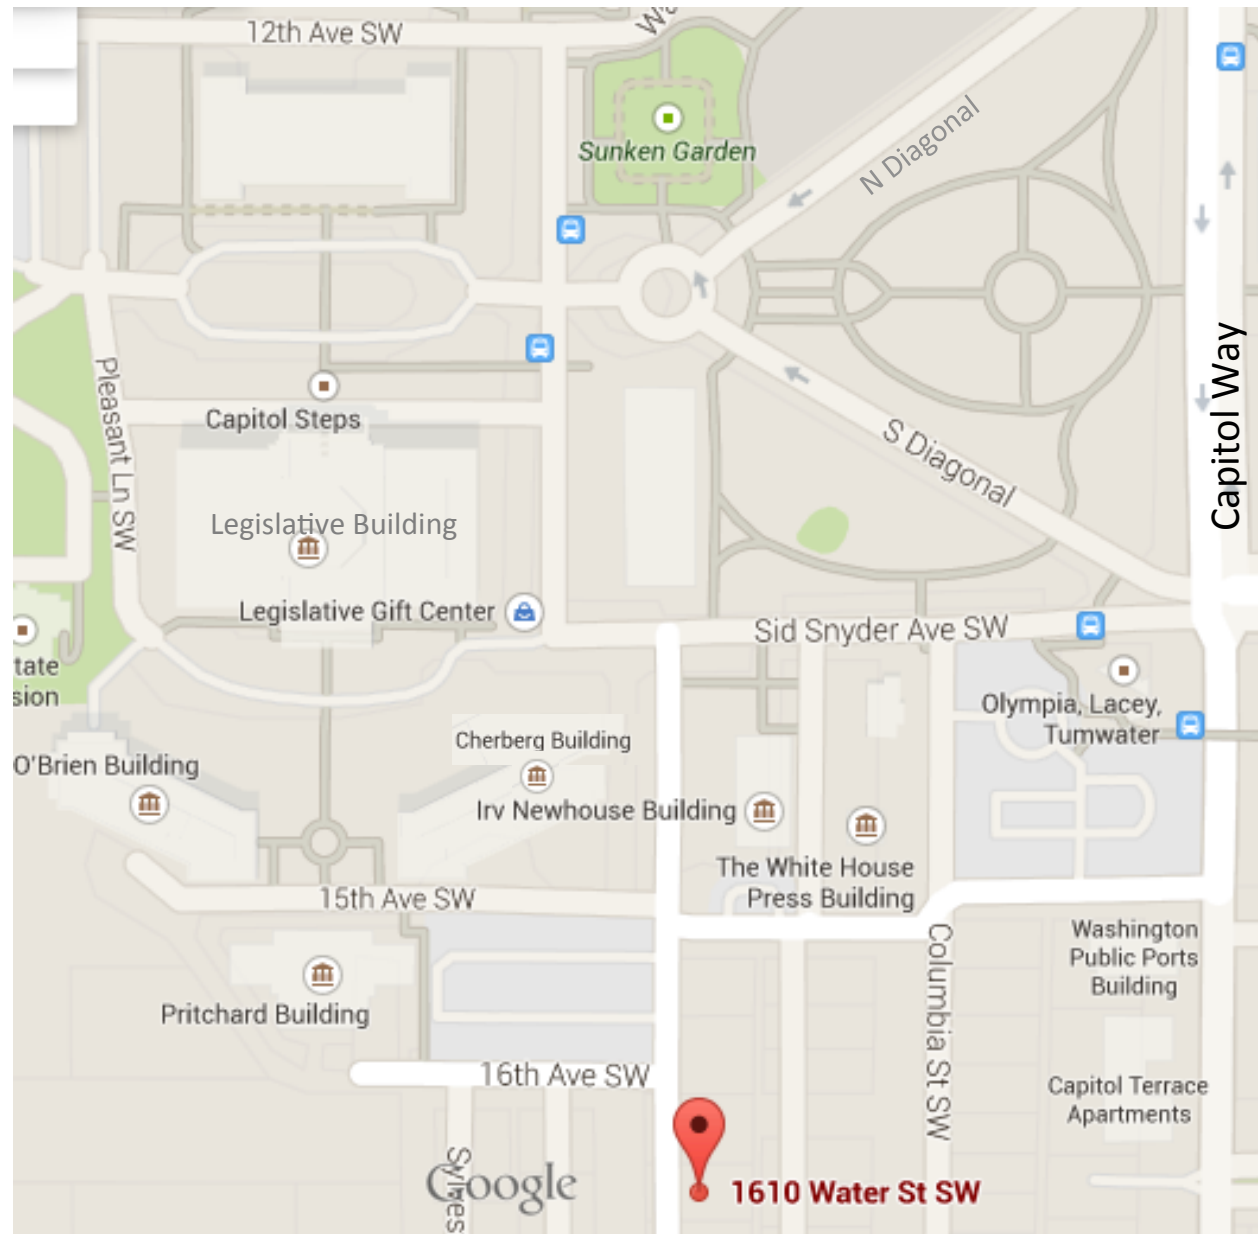 12th Ave SW
Wa
Sunken Garden
N Diagonal
Pleasant Ln SW
Capitol Steps
S Diagonal
Capitol Way
Legislative Building
Legislative Gift Center
Sid Snyder Ave SW
tate
sion
Olympia, Lacey,
Tumwater
Cherberg Building
O'Brien Building
Irv Newhouse Building
The White House
Press Building
15th Ave SW
Washington
Public Ports
Building
Columbia St SW
Pritchard Building
16th Ave SW
Capitol Terrace
Apartments
Sylves
Google
1610 Water St SW